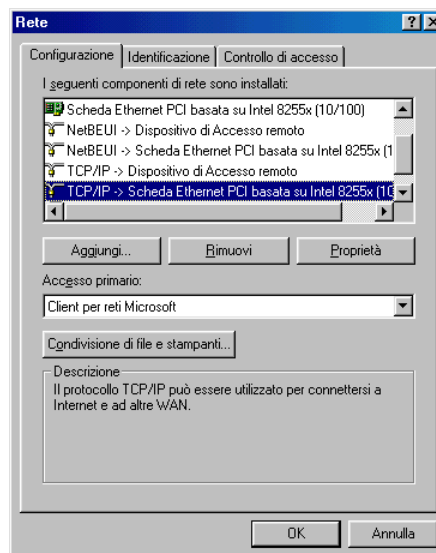 Rete
Configurazione Identificazione Controllo di accesso
I seguenti componenti di rete sono installati:
Scheda Ethernet PCI basata su Intel 8255x (10/100)
NetBEUI -> Dispositivo di Accesso remoto
NetBEUI -> Scheda Ethernet PCI basata su Intel 8255x (1
TCP/IP -> Dispositivo di Accesso remoto
TCP/IP -> Scheda Ethernet PCI basata su Intel 8255x (10
Aggiungi... Rimuovi Proprietà
Accesso primario:
Client per reti Microsoft
Condivisione di file e stampanti...
Descrizione
Il protocollo TCP/IP può essere utilizzato per connettersi a
Internet e ad altre WAN.
OK Annulla